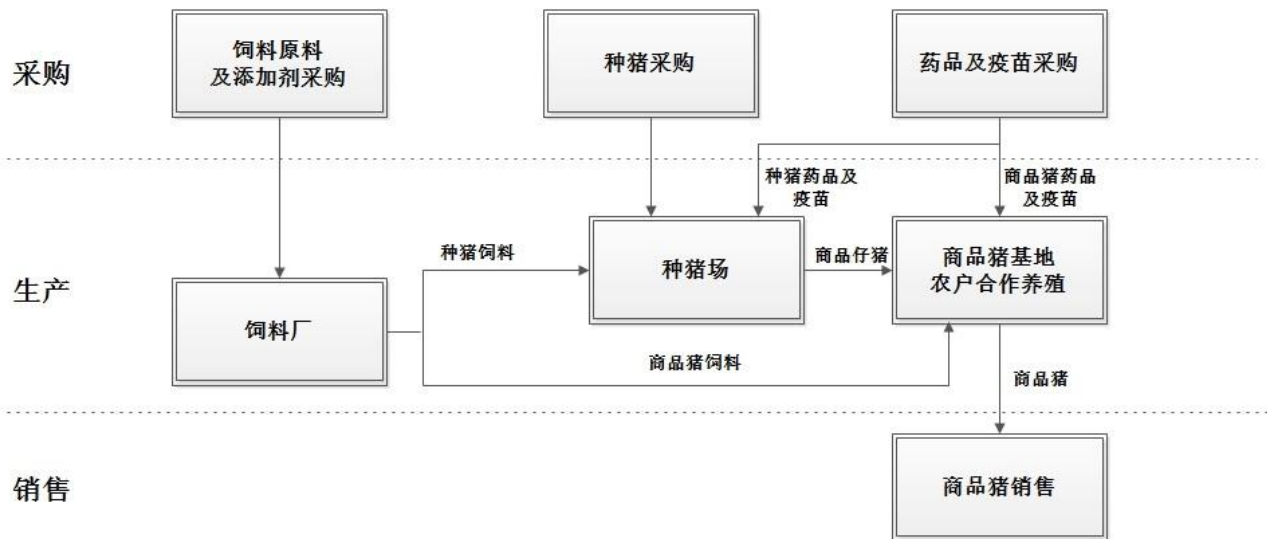 采购
饲料原料
及添加剂采购
种猪采购
药品及疫苗采购
种猪药品及
疫苗
商品猪药品
及疫苗
生产
饲料厂
种猪饲料
种猪场
商品仔猪
商品猪基地
农户合作养殖
商品猪饲料
商品猪
销售
商品猪销售